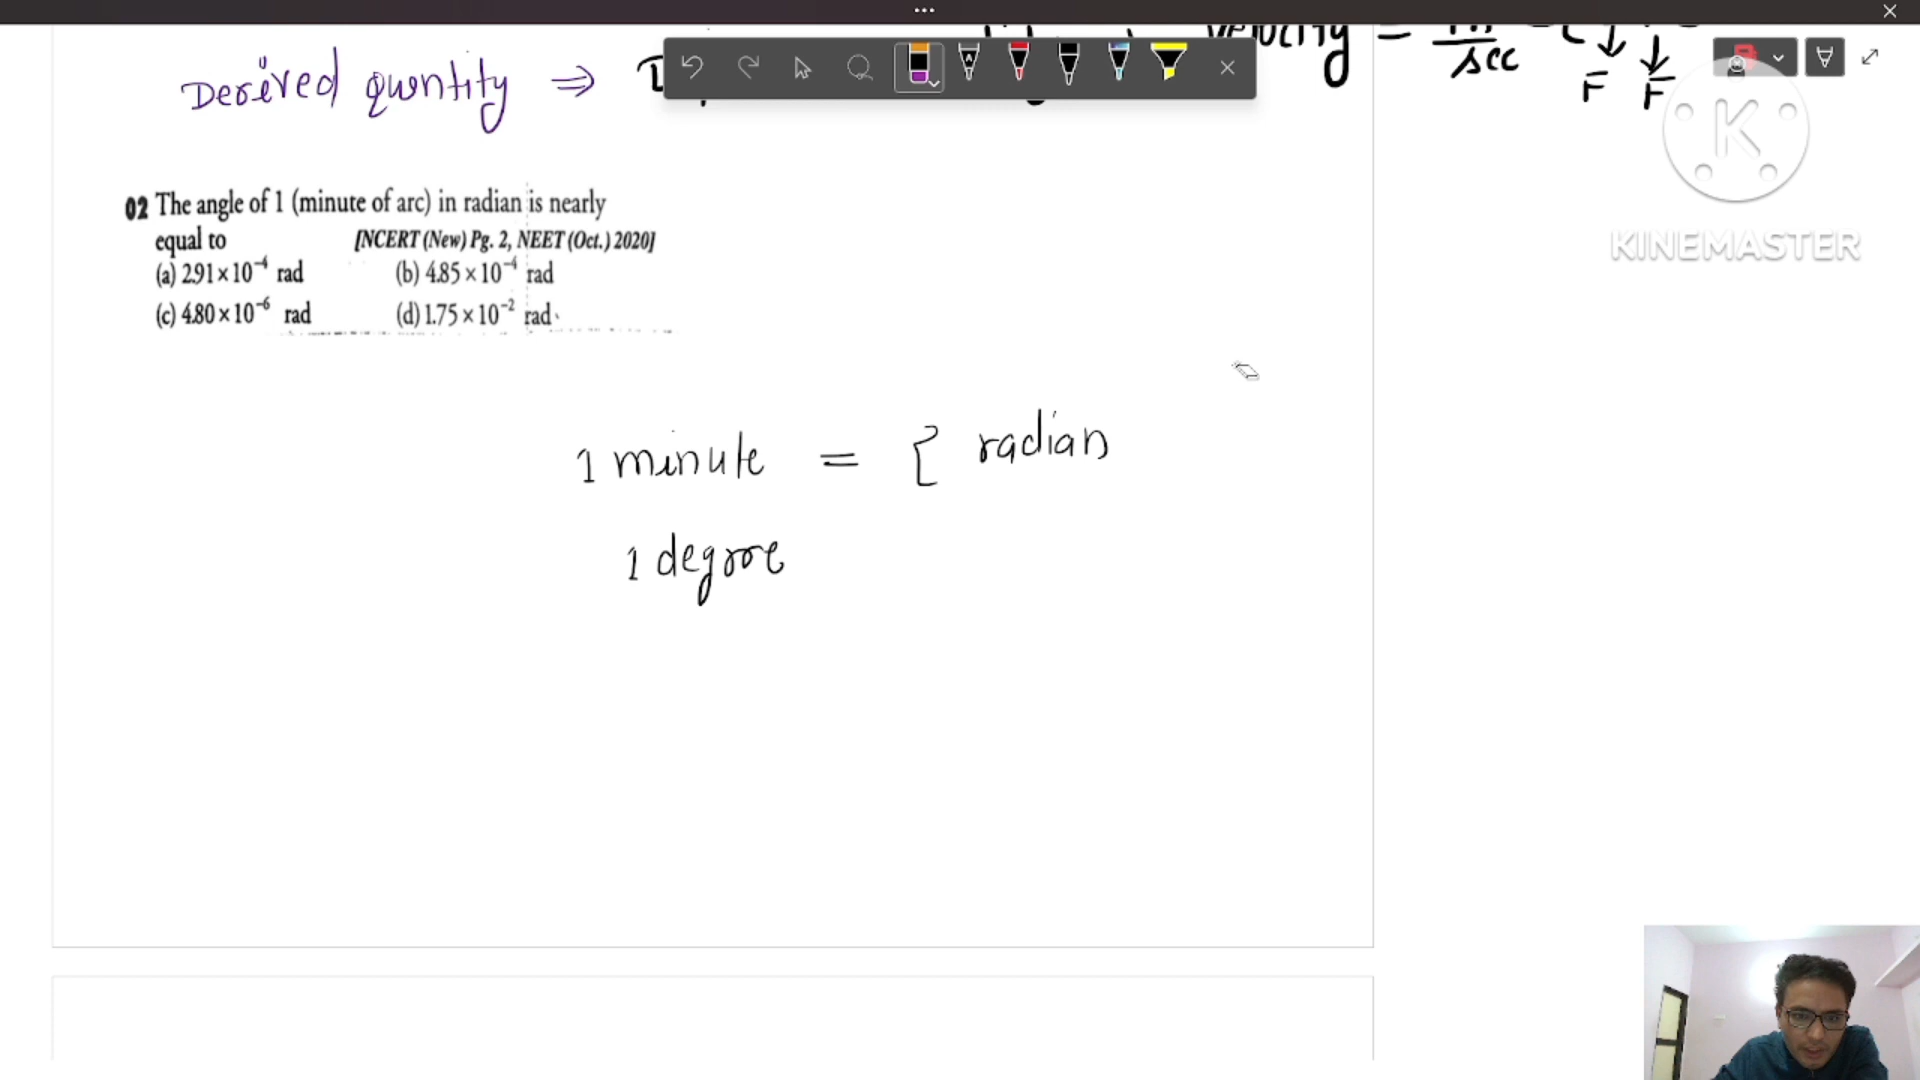 velocity = m/sec
F F
Derived quantity ⇒
KINEMASTER
02 The angle of 1 (minute of arc) in radian is nearly
equal to [NCERT (New) Pg. 2, NEET (Oct.) 2020]
(a) 2.91 × 10⁻⁴ rad (b) 4.85 × 10⁻⁴ rad
(c) 4.80 × 10⁻⁶ rad (d) 1.75 × 10⁻² rad
1 minute = [ radian
1 degree